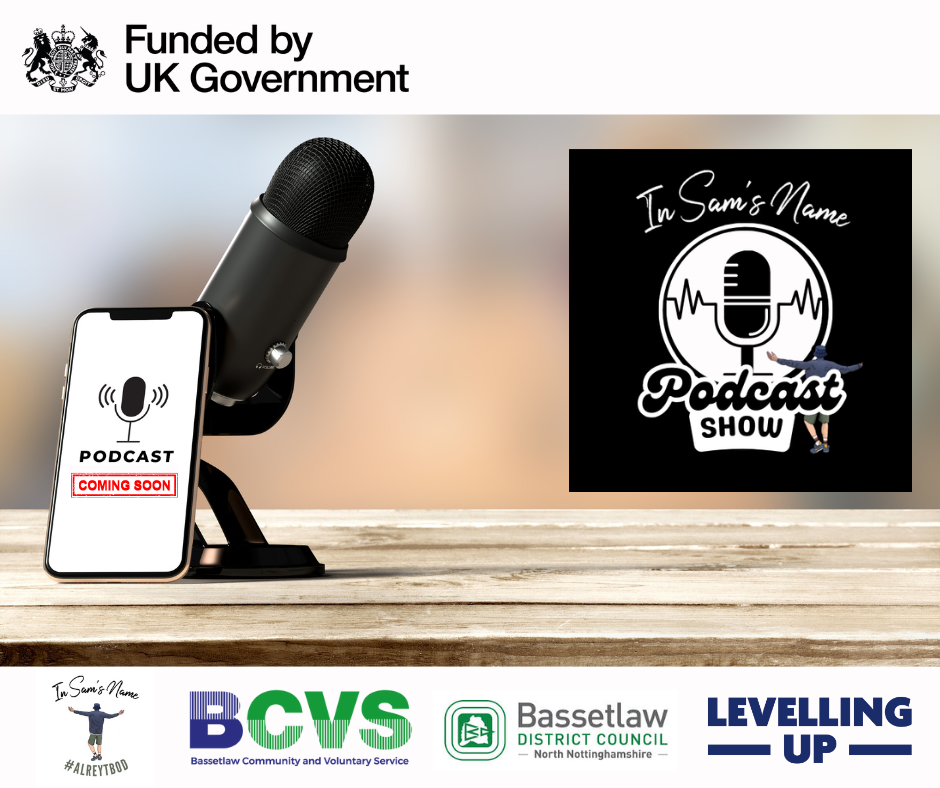 Funded by
UK Government
In Sam's Name
Podcast
SHOW
PODCAST
COMING SOON
In Sam's Name
#ALREYTBOD
BCVS
Bassetlaw Community and Voluntary Service
Bassetlaw
DISTRICT COUNCIL
North Nottinghamshire
LEVELLING
UP